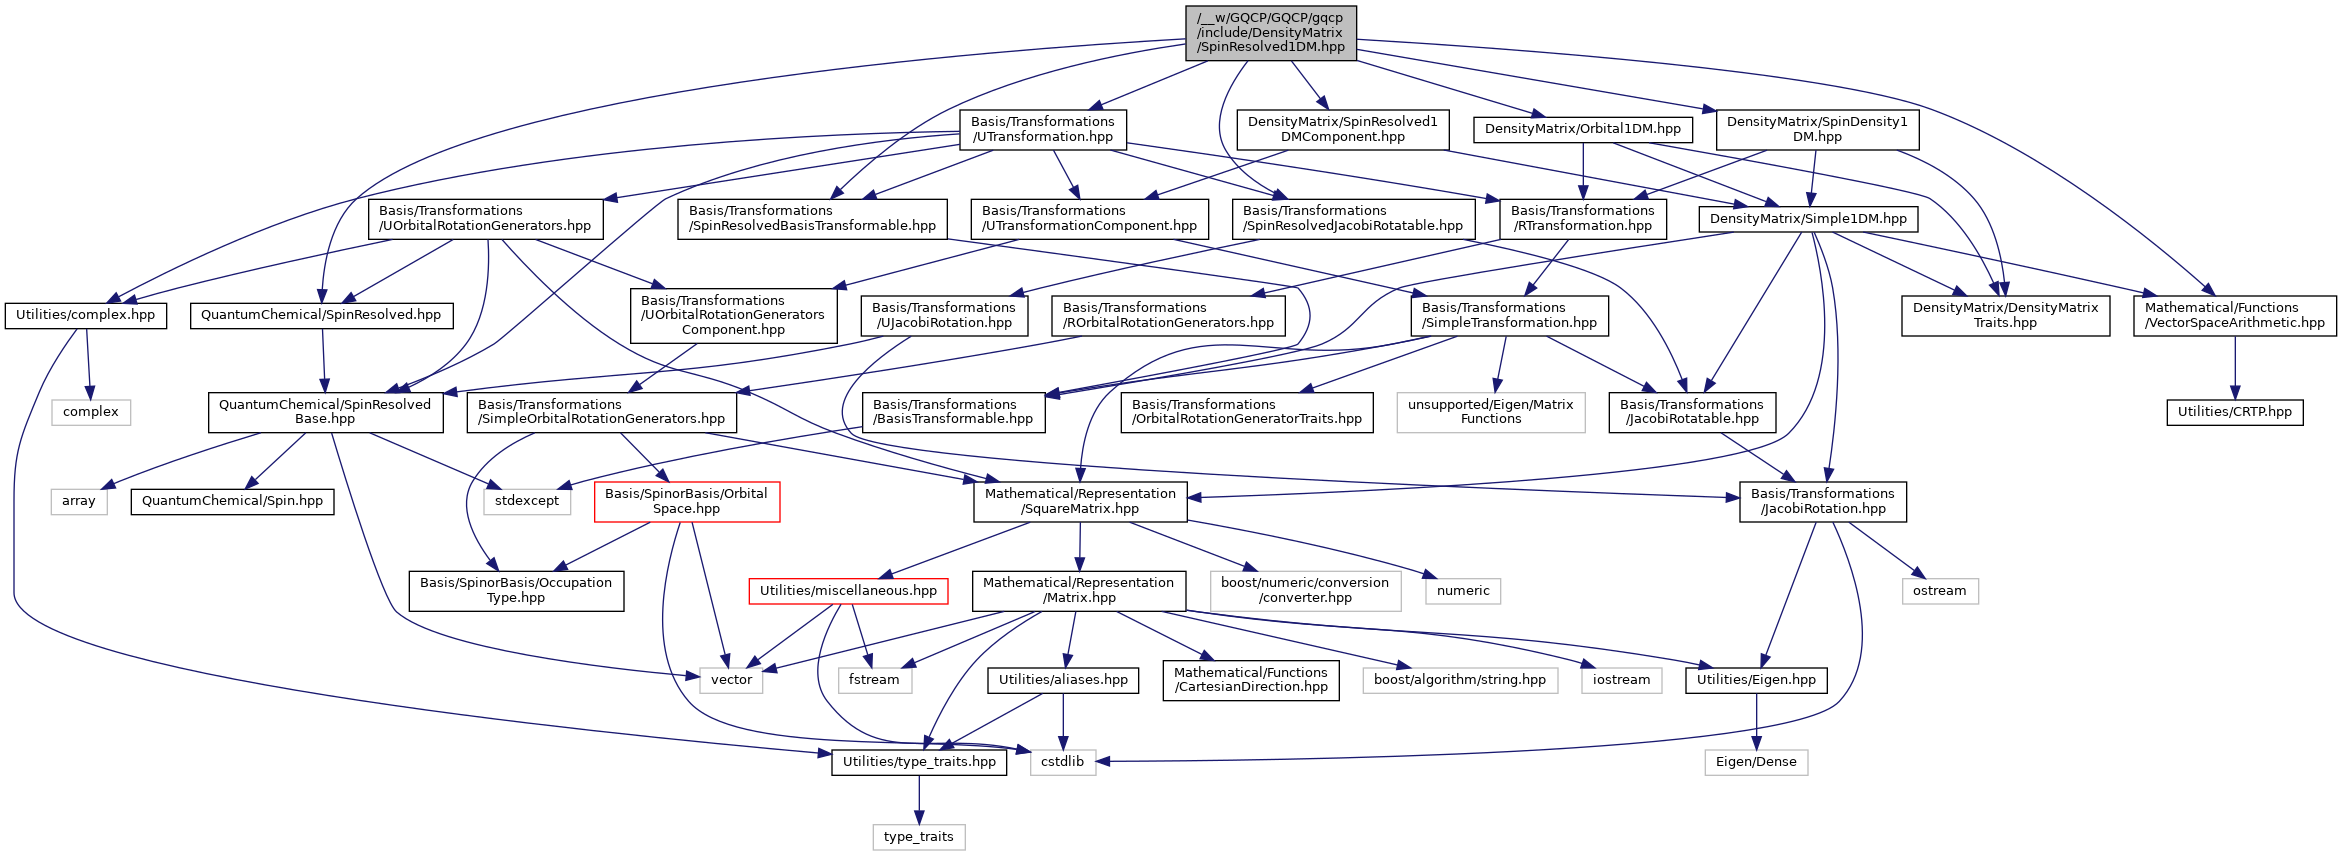 /__w/GQCP/GQCP/gqcp
/include/DensityMatrix
/SpinResolved1DM.hpp
Basis/Transformations
/UTransformation.hpp
DensityMatrix/SpinResolved1
DMComponent.hpp
DensityMatrix/Orbital1DM.hpp
DensityMatrix/SpinDensity1
DM.hpp
Basis/Transformations
/UOrbitalRotationGenerators.hpp
Basis/Transformations
/SpinResolvedBasisTransformable.hpp
Basis/Transformations
/UTransformationComponent.hpp
Basis/Transformations
/SpinResolvedJacobiRotatable.hpp
Basis/Transformations
/RTransformation.hpp
DensityMatrix/Simple1DM.hpp
Utilities/complex.hpp
QuantumChemical/SpinResolved.hpp
Basis/Transformations
/UOrbitalRotationGenerators
Component.hpp
Basis/Transformations
/UJacobiRotation.hpp
Basis/Transformations
/ROrbitalRotationGenerators.hpp
Basis/Transformations
/SimpleTransformation.hpp
DensityMatrix/DensityMatrix
Traits.hpp
Mathematical/Functions
/VectorSpaceArithmetic.hpp
complex
QuantumChemical/SpinResolved
Base.hpp
Basis/Transformations
/SimpleOrbitalRotationGenerators.hpp
Basis/Transformations
/BasisTransformable.hpp
Basis/Transformations
/OrbitalRotationGeneratorTraits.hpp
unsupported/Eigen/Matrix
Functions
Basis/Transformations
/JacobiRotatable.hpp
Utilities/CRTP.hpp
array
QuantumChemical/Spin.hpp
stdexcept
Basis/SpinorBasis/Orbital
Space.hpp
Mathematical/Representation
/SquareMatrix.hpp
Basis/Transformations
/JacobiRotation.hpp
Basis/SpinorBasis/Occupation
Type.hpp
Utilities/miscellaneous.hpp
Mathematical/Representation
/Matrix.hpp
boost/numeric/conversion
/converter.hpp
numeric
ostream
vector
fstream
Utilities/aliases.hpp
Mathematical/Functions
/CartesianDirection.hpp
boost/algorithm/string.hpp
iostream
Utilities/Eigen.hpp
Utilities/type_traits.hpp
cstdlib
Eigen/Dense
type_traits